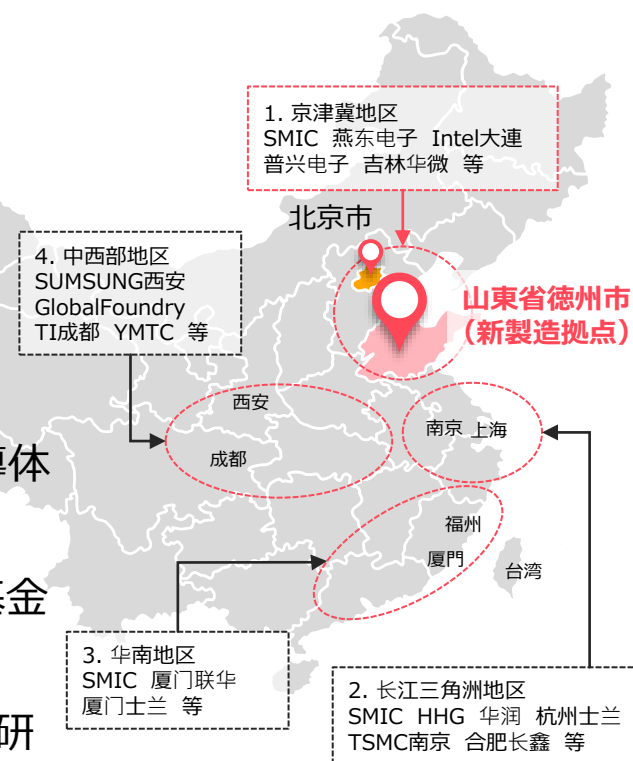 1. 京津冀地区
SMIC 燕东电子 Intel大連
普兴电子 吉林华微 等
北京市
4. 中西部地区
SUMSUNG西安
GlobalFoundry
TI成都 YMTC 等
山東省徳州市
（新製造拠点）
西安
成都
南京 上海
福州
厦門
台湾
導体
基金
研
3. 华南地区
SMIC 厦门联华
厦门士兰 等
2. 长江三角洲地区
SMIC HHG 华润 杭州士兰
TSMC南京 合肥长鑫 等